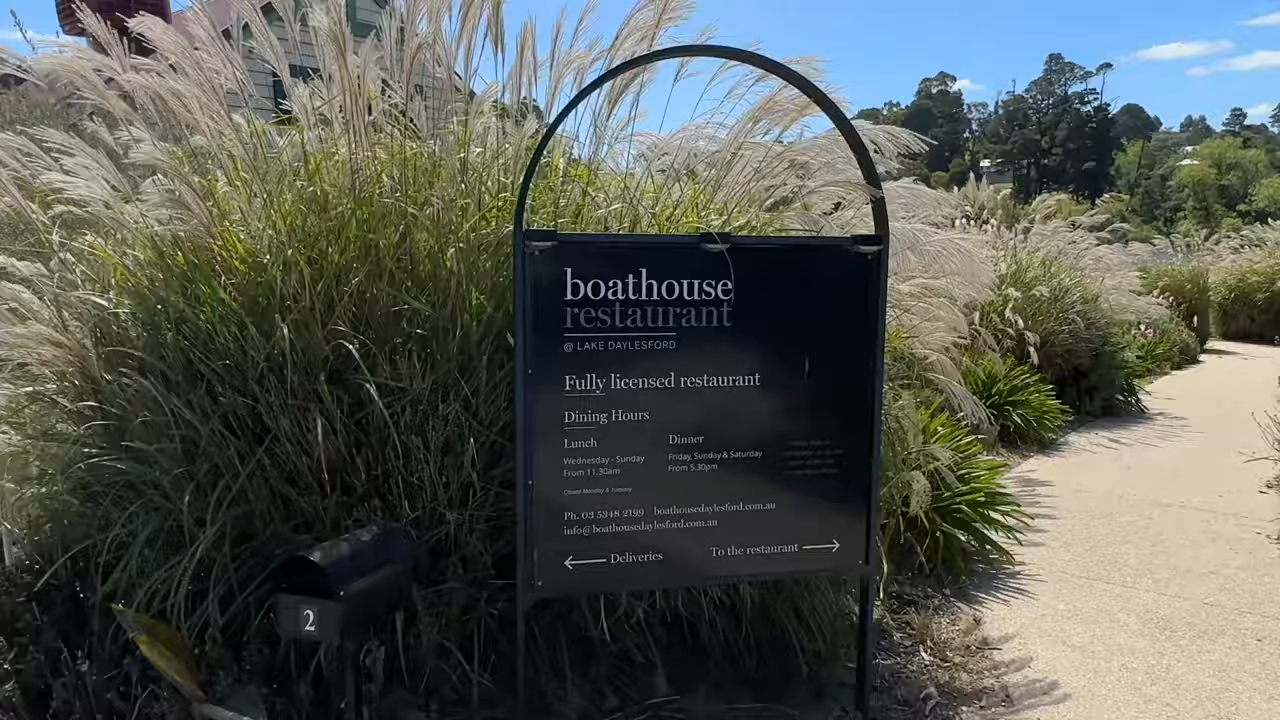 boathouse
restaurant
@ LAKE DAYLESFORD
Fully licensed restaurant
Dining Hours
Lunch
Wednesday - Sunday
From 11.30am
Dinner
Friday, Sunday & Saturday
From 5.30pm
Closed Monday & Tuesday
Ph. 03 5348 2199 boathousedaylesford.com.au
info@boathousedaylesford.com.au
Deliveries
To the restaurant
2